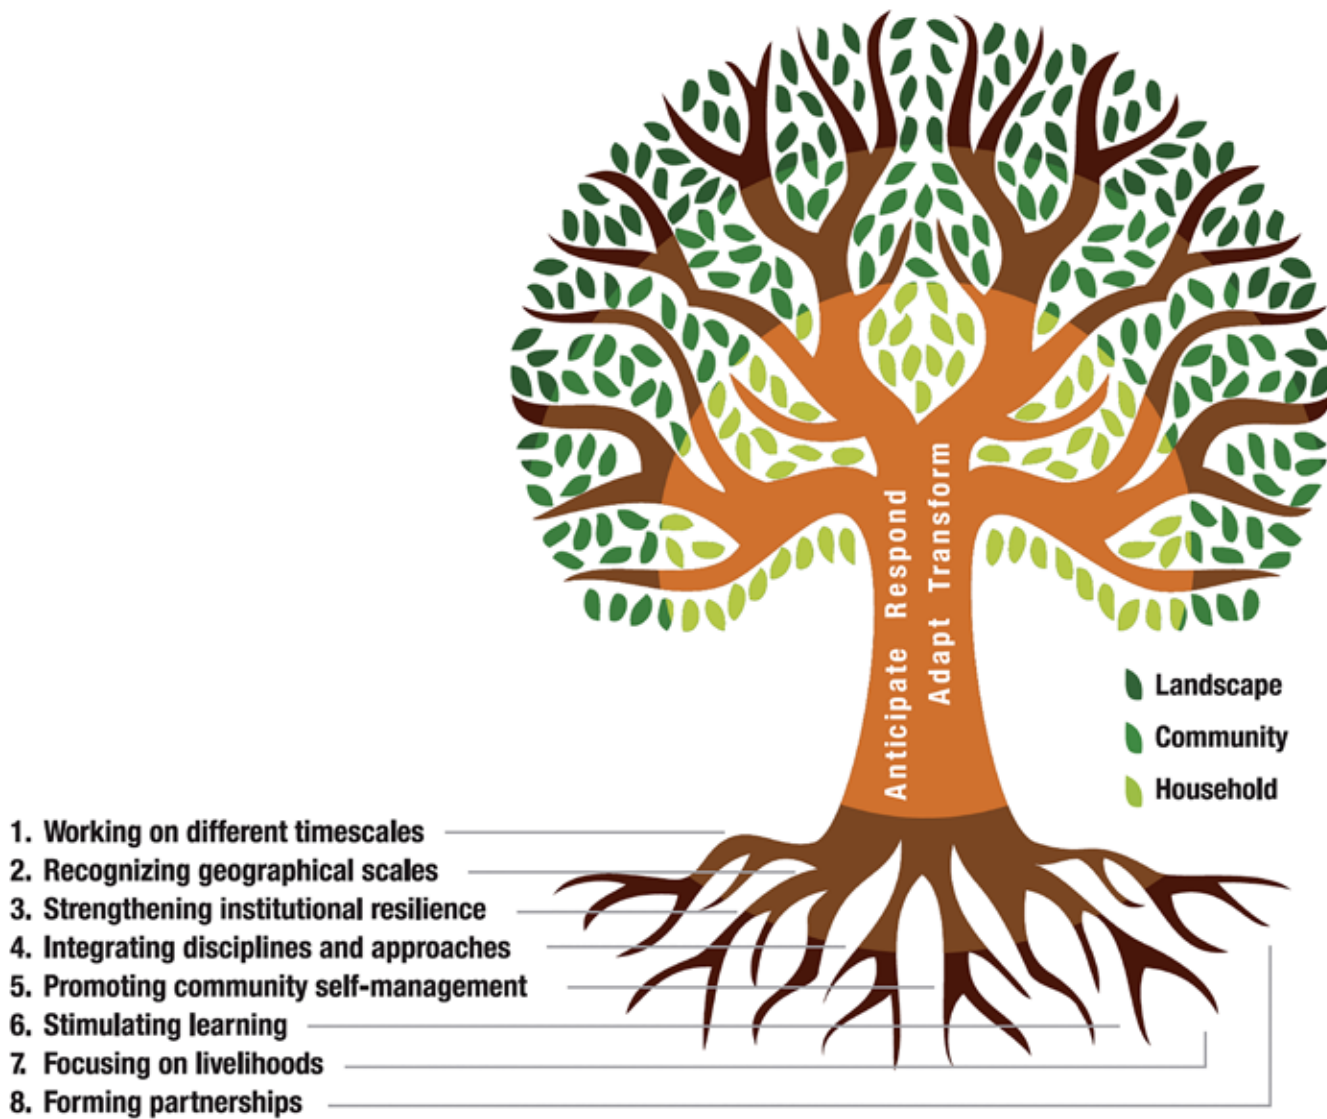 Anticipate Respond
Adapt Transform
Landscape
Community
Household
1. Working on different timescales
2. Recognizing geographical scales
3. Strengthening institutional resilience
4. Integrating disciplines and approaches
5. Promoting community self-management
6. Stimulating learning
7. Focusing on livelihoods
8. Forming partnerships